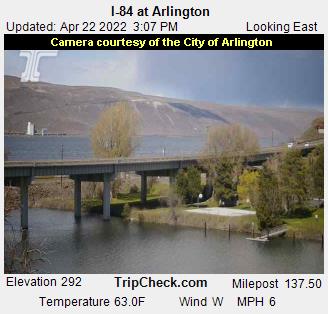 I-84 at Arlington
Updated: Apr 22 2022 3:07 PM Looking East
Camera courtesy of the City of Arlington
Elevation 292 TripCheck.com Milepost 137.50
Temperature 63.0F Wind W MPH 6